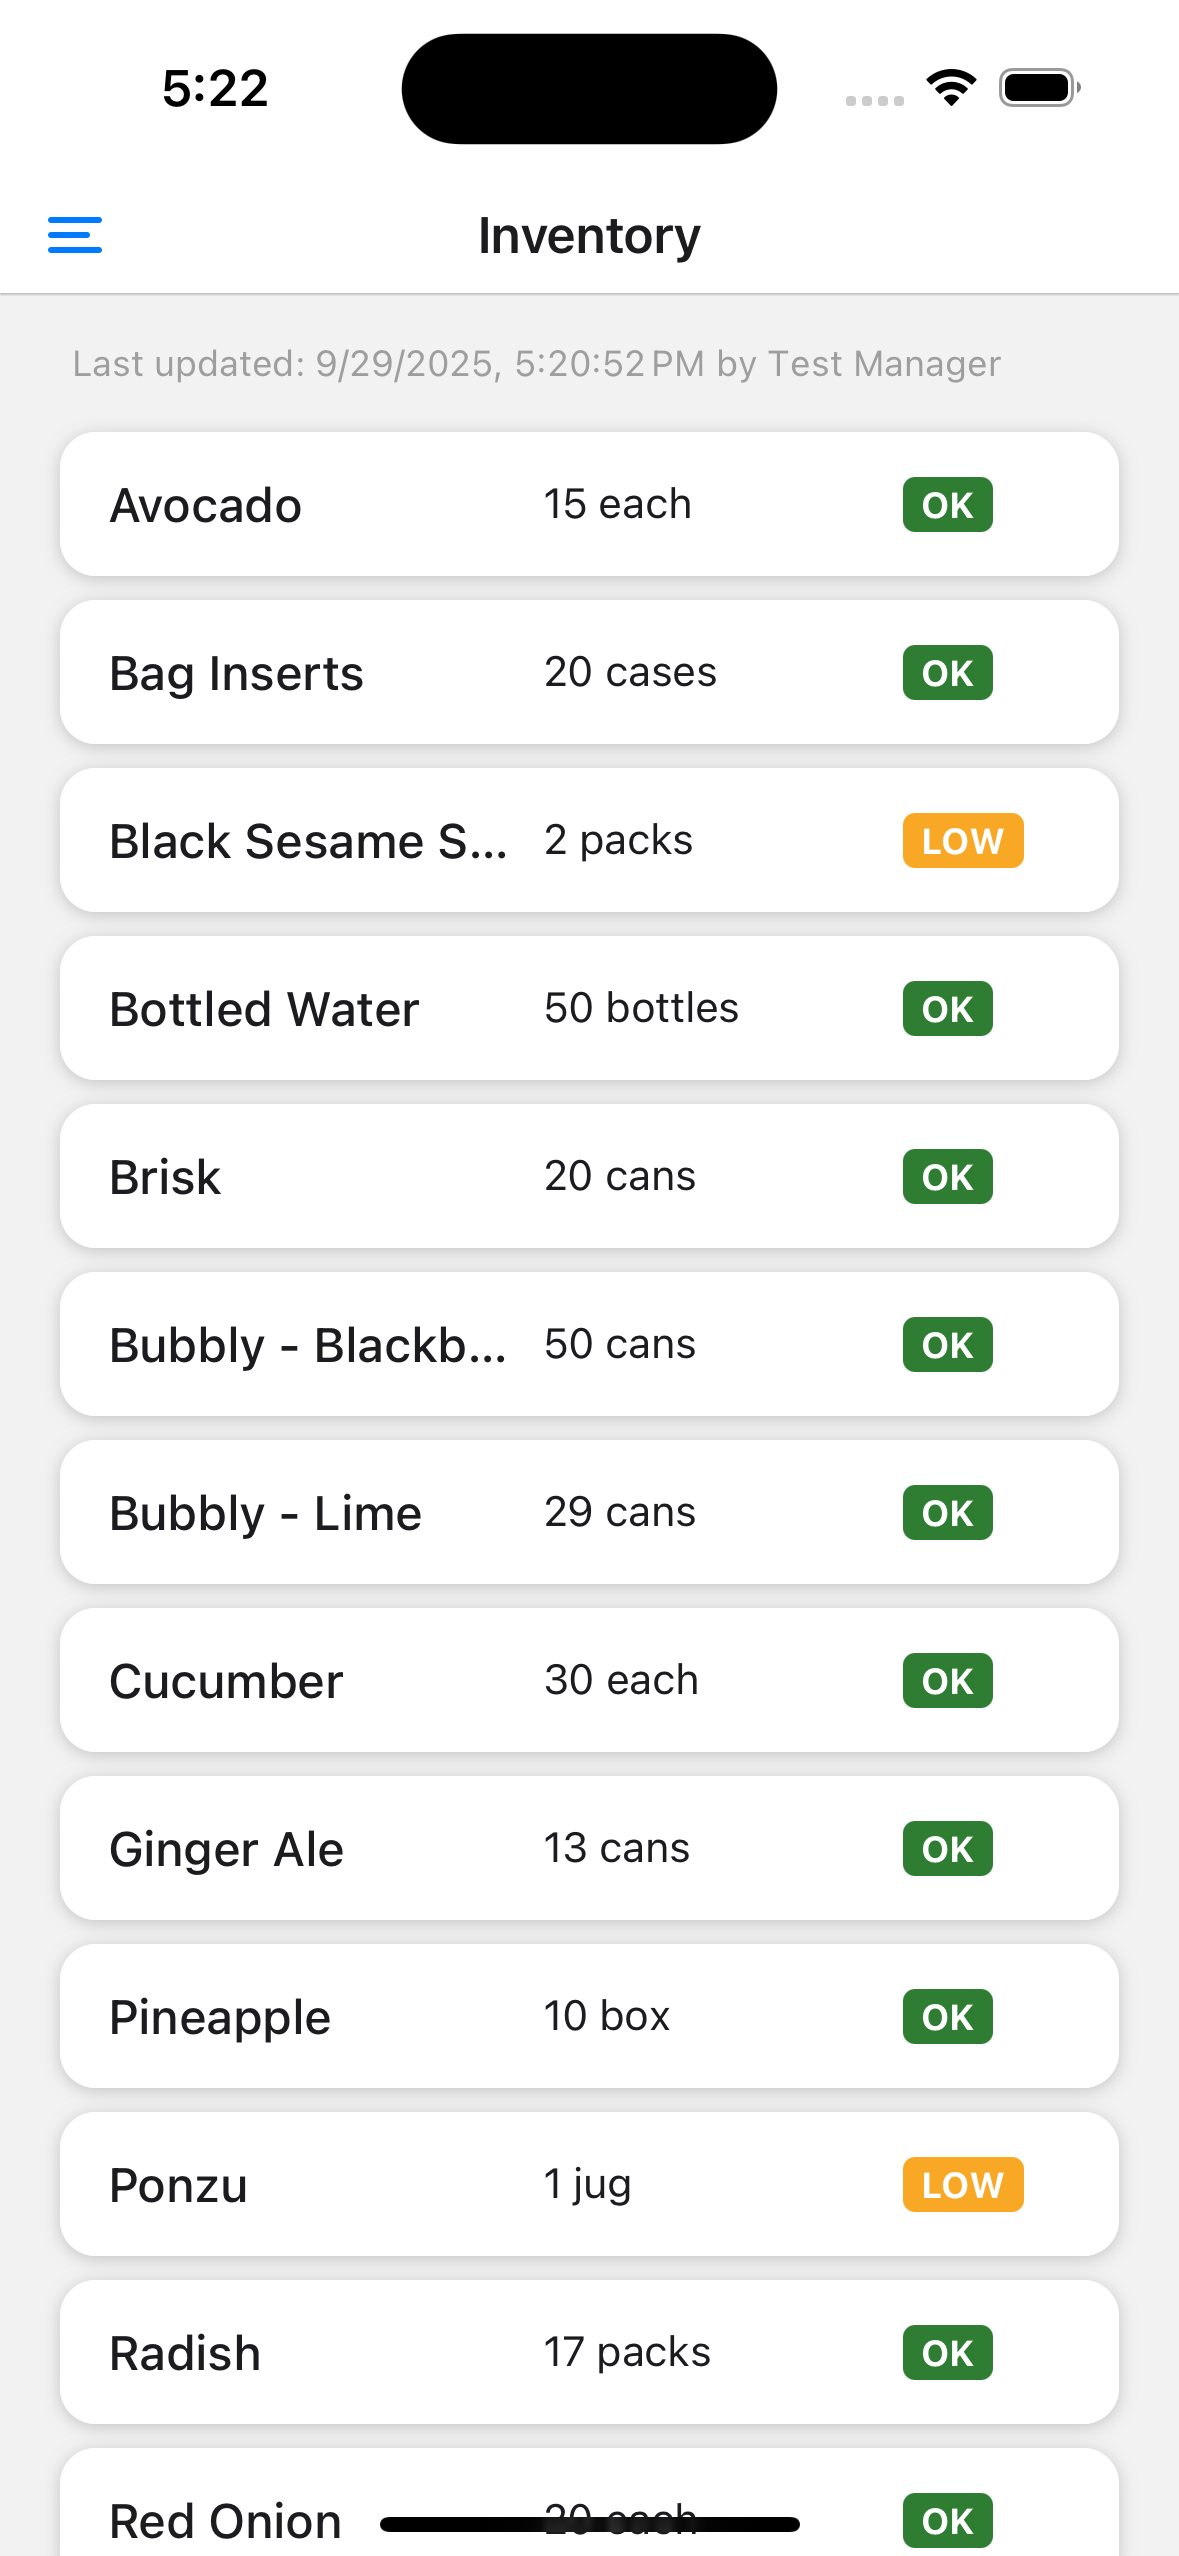 5:22
Inventory
Last updated: 9/29/2025, 5:20:52 PM by Test Manager
Avocado 15 each OK
Bag Inserts 20 cases OK
Black Sesame S... 2 packs LOW
Bottled Water 50 bottles OK
Brisk 20 cans OK
Bubbly - Blackb... 50 cans OK
Bubbly - Lime 29 cans OK
Cucumber 30 each OK
Ginger Ale 13 cans OK
Pineapple 10 box OK
Ponzu 1 jug LOW
Radish 17 packs OK
Red Onion 20 each OK